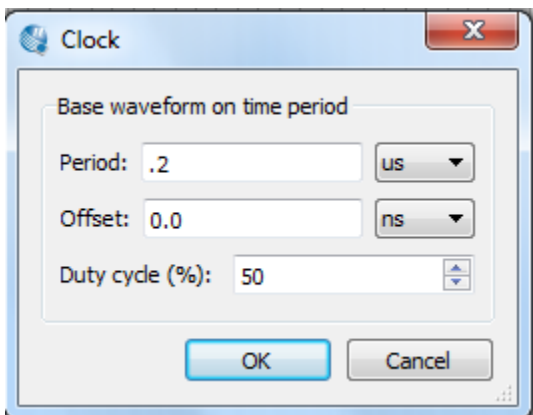 Clock
Base waveform on time period
Period: .2 us
Offset: 0.0 ns
Duty cycle (%): 50
OK Cancel